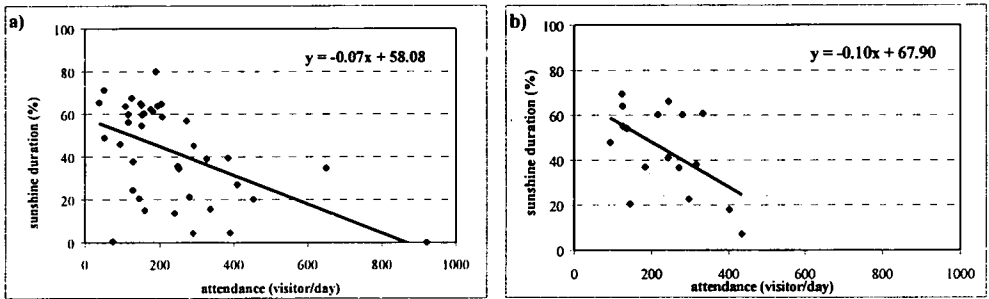 a)
y = -0.07x + 58.08
sunshine duration (%)
100
80
60
40
20
0
0 200 400 600 800 1000
attendance (visitor/day)
b)
y = -0.10x + 67.90
sunshine duration (%)
100
80
60
40
20
0
0 200 400 600 800 1000
attendance (visitor/day)